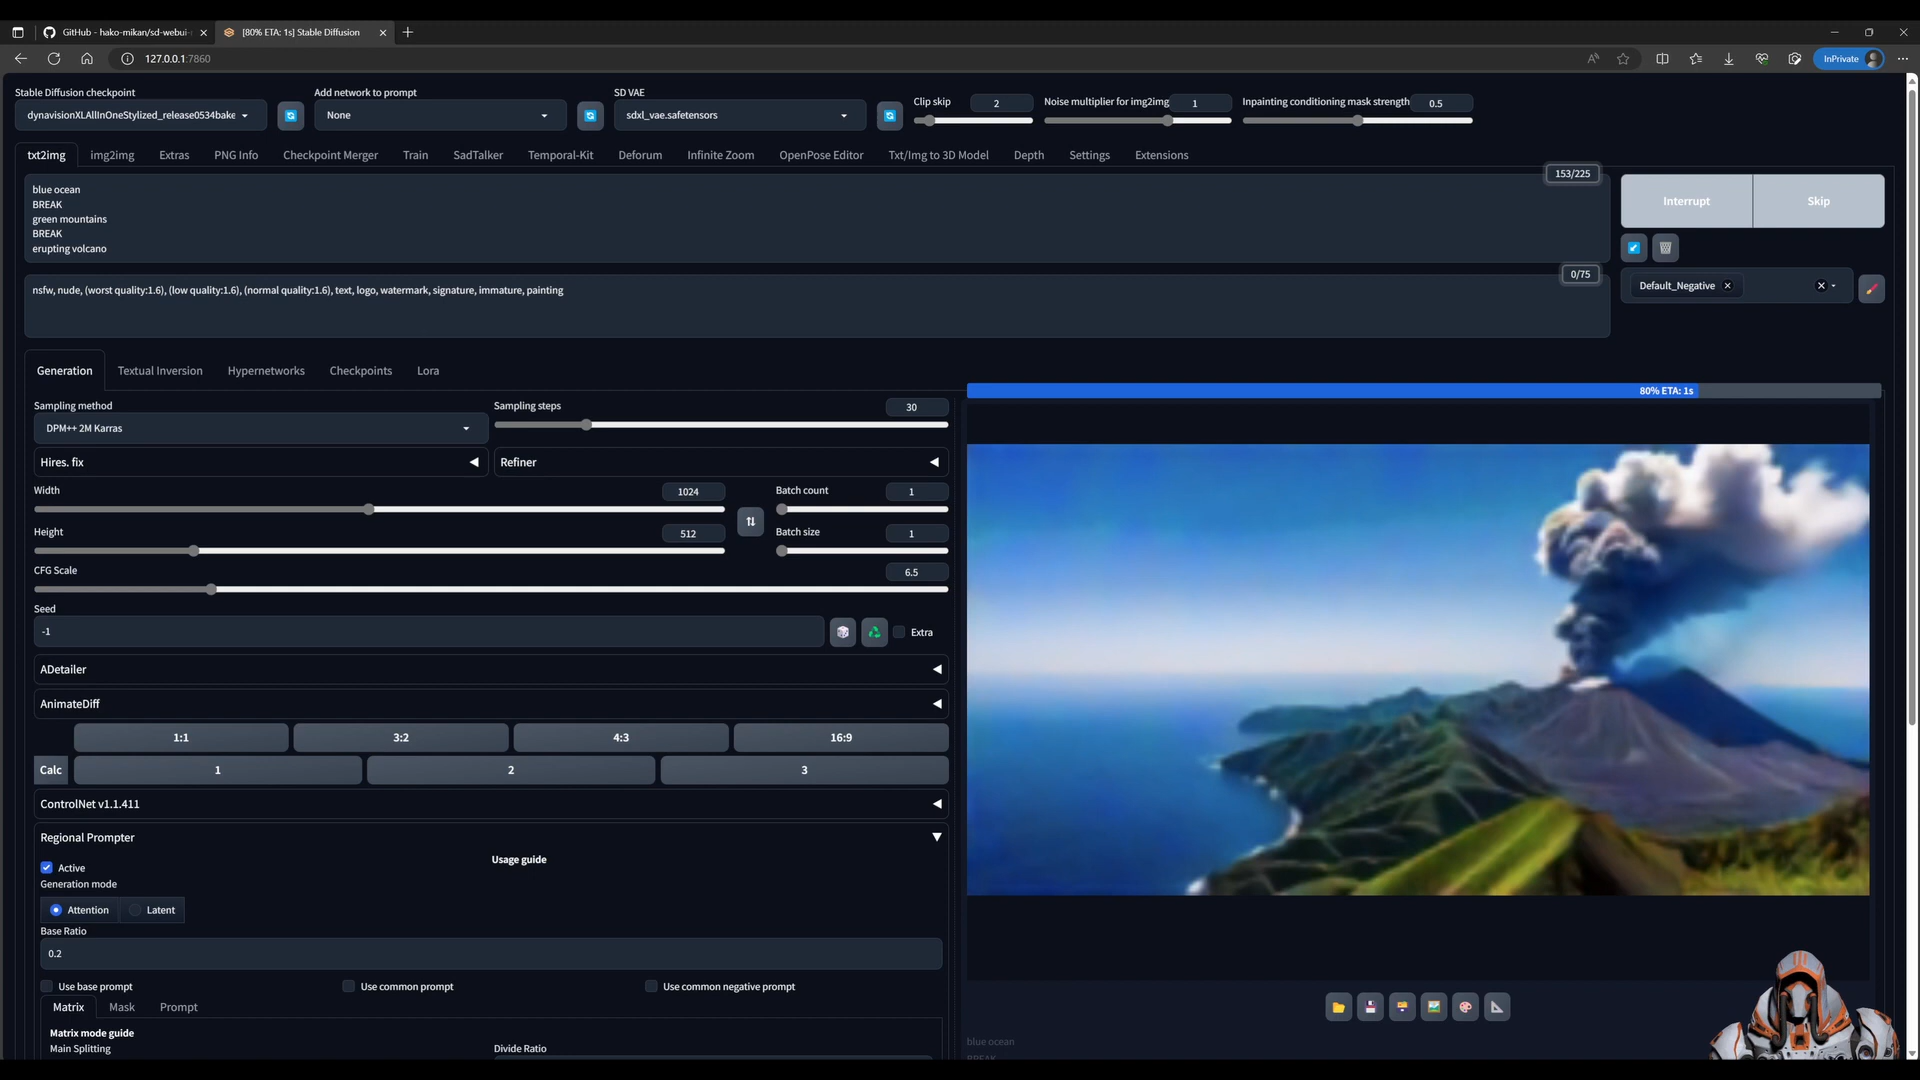 GitHub - hako-mikan/sd-webui-
[80% ETA: 1s] Stable Diffusion
127.0.0.1:7860
InPrivate
Stable Diffusion checkpoint
dynavisionXLAllInOneStylized_release0534bake
Add network to prompt
None
SD VAE
sdxl_vae.safetensors
Clip skip
2
Noise multiplier for img2img
1
Inpainting conditioning mask strength
0.5
txt2img
img2img
Extras
PNG Info
Checkpoint Merger
Train
SadTalker
Temporal-Kit
Deforum
Infinite Zoom
OpenPose Editor
Txt/Img to 3D Model
Depth
Settings
Extensions
153/225
blue ocean
BREAK
green mountains
BREAK
erupting volcano
Interrupt
Skip
0/75
nsfw, nude, (worst quality:1.6), (low quality:1.6), (normal quality:1.6), text, logo, watermark, signature, immature, painting
Default_Negative
Generation
Textual Inversion
Hypernetworks
Checkpoints
Lora
80% ETA: 1s
Sampling method
DPM++ 2M Karras
Sampling steps
30
Hires. fix
Refiner
Width
1024
Batch count
1
Height
512
Batch size
1
CFG Scale
6.5
Seed
-1
Extra
ADetailer
AnimateDiff
1:1
3:2
4:3
16:9
Calc
1
2
3
ControlNet v1.1.411
Regional Prompter
Active
Usage guide
Generation mode
Attention
Latent
Base Ratio
0.2
Use base prompt
Use common prompt
Use common negative prompt
Matrix
Mask
Prompt
Matrix mode guide
Main Splitting
Divide Ratio
blue ocean
BREAK